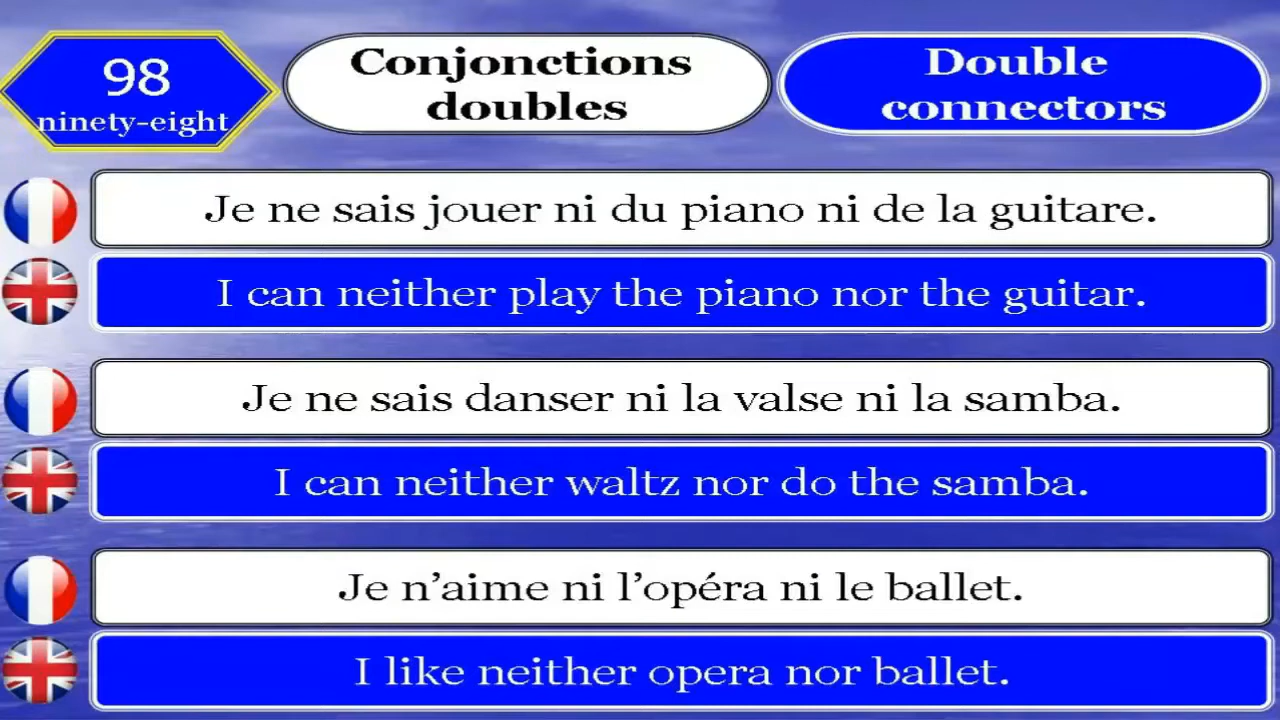 98
ninety-eight
Conjonctions
doubles
Double
connectors
Je ne sais jouer ni du piano ni de la guitare.
I can neither play the piano nor the guitar.
Je ne sais danser ni la valse ni la samba.
I can neither waltz nor do the samba.
Je n’aime ni l’opéra ni le ballet.
I like neither opera nor ballet.